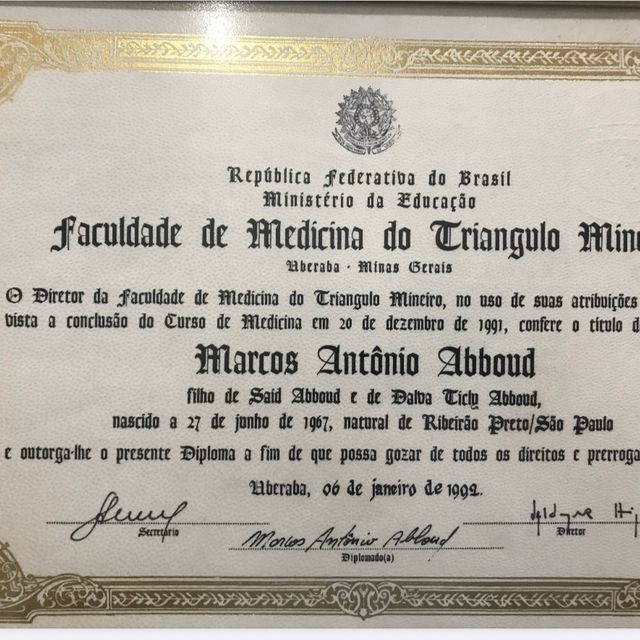 República Federativa do Brasil
Ministério da Educação
Faculdade de Medicina do Triangulo Mine
Uberaba - Minas Gerais
O Diretor da Faculdade de Medicina do Triangulo Mineiro, no uso de suas atribuições
vista a conclusão do Curso de Medicina em 20 de dezembro de 1991, confere o título d
Marcos Antônio Abboud
filho de Said Abboud e de Dalva Ticly Abboud,
nascido a 27 de junho de 1967, natural de Ribeirão Preto/São Paulo
e outorga-lhe o presente Diploma a fim de que possa gozar de todos os direitos e prerroga
Uberaba, 06 de janeiro de 1992.
Secretário
Marcos Antônio Abboud
Diretor
Diplomado(a)